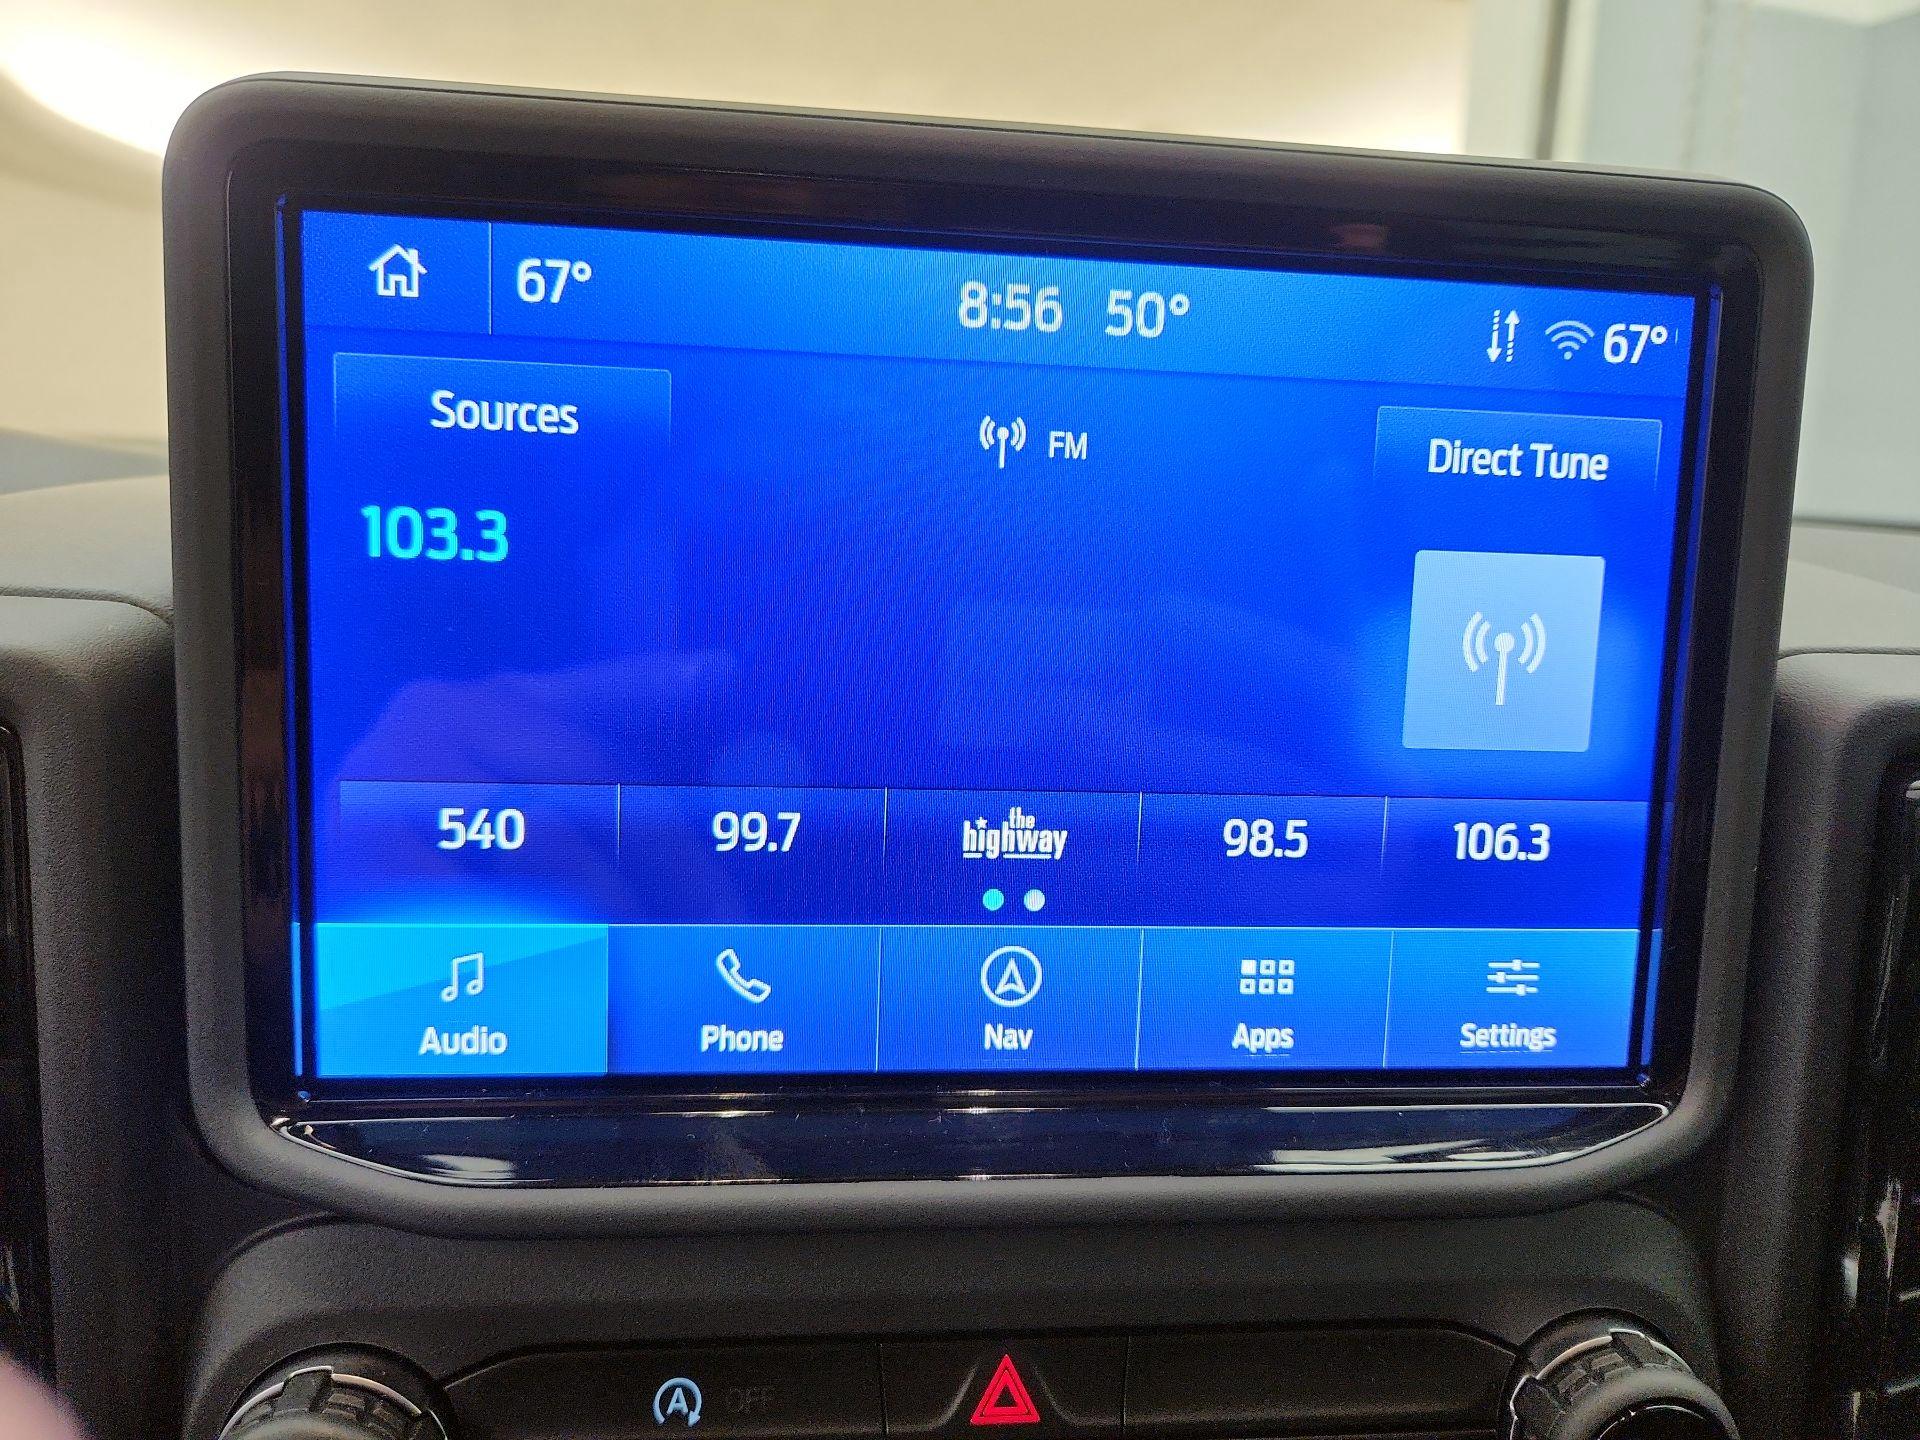 67° 8:56 50° 67°
Sources FM Direct Tune
103.3
540 99.7 the highway 98.5 106.3
Audio Phone Nav Apps Settings
A OFF